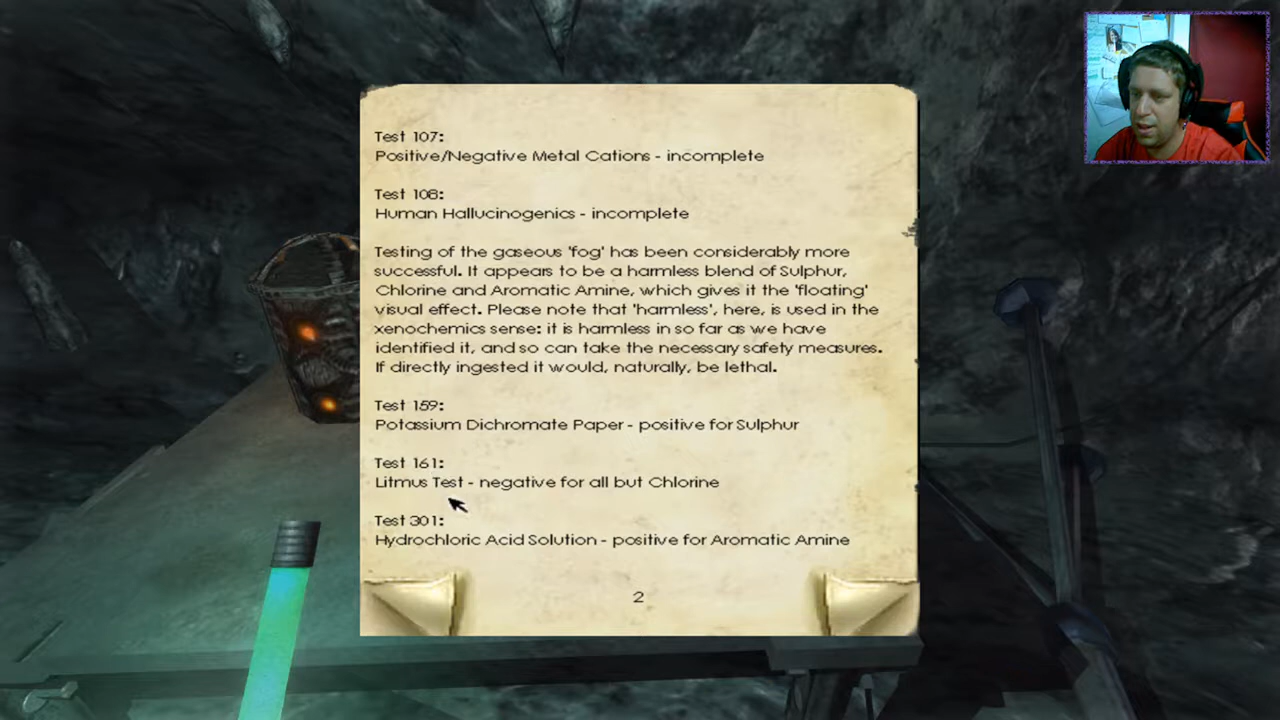 Test 107:
Positive/Negative Metal Cations - incomplete
Test 108:
Human Hallucinogenics - incomplete
Testing of the gaseous 'fog' has been considerably more
successful. It appears to be a harmless blend of Sulphur,
Chlorine and Aromatic Amine, which gives it the 'floating'
visual effect. Please note that 'harmless', here, is used in the
xenochemics sense: it is harmless in so far as we have
identified it, and so can take the necessary safety measures.
If directly ingested it would, naturally, be lethal.
Test 159:
Potassium Dichromate Paper - positive for Sulphur
Test 161:
Litmus Test - negative for all but Chlorine
Test 301:
Hydrochloric Acid Solution - positive for Aromatic Amine
2